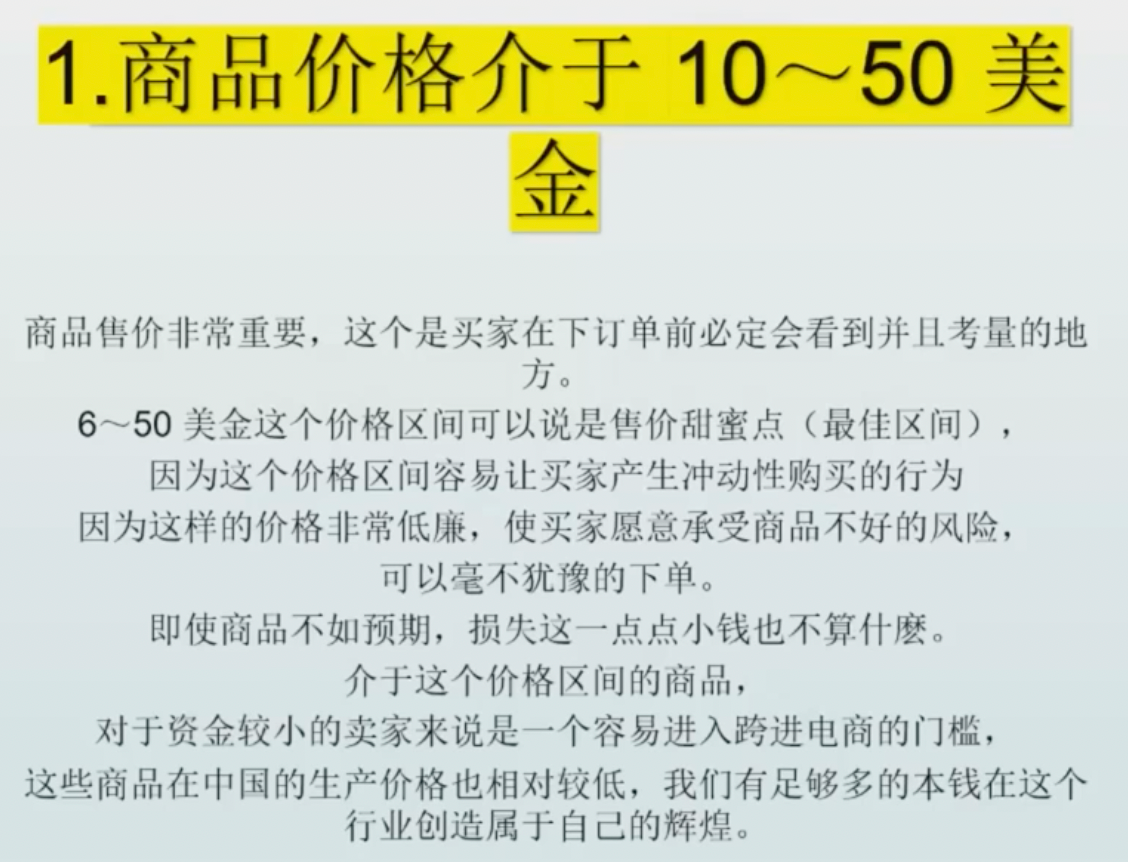 1.商品价格介于 10～50 美
金
商品售价非常重要，这个是买家在下订单前必定会看到并且考量的地
方。
6～50 美金这个价格区间可以说是售价甜蜜点（最佳区间），
因为这个价格区间容易让买家产生冲动性购买的行为
因为这样的价格非常低廉，使买家愿意承受商品不好的风险，
可以毫不犹豫的下单。
即使商品不如预期，损失这一点点小钱也不算什麽。
介于这个价格区间的商品，
对于资金较小的卖家来说是一个容易进入跨进电商的门槛，
这些商品在中国的生产价格也相对较低，我们有足够多的本钱在这个
行业创造属于自己的辉煌。